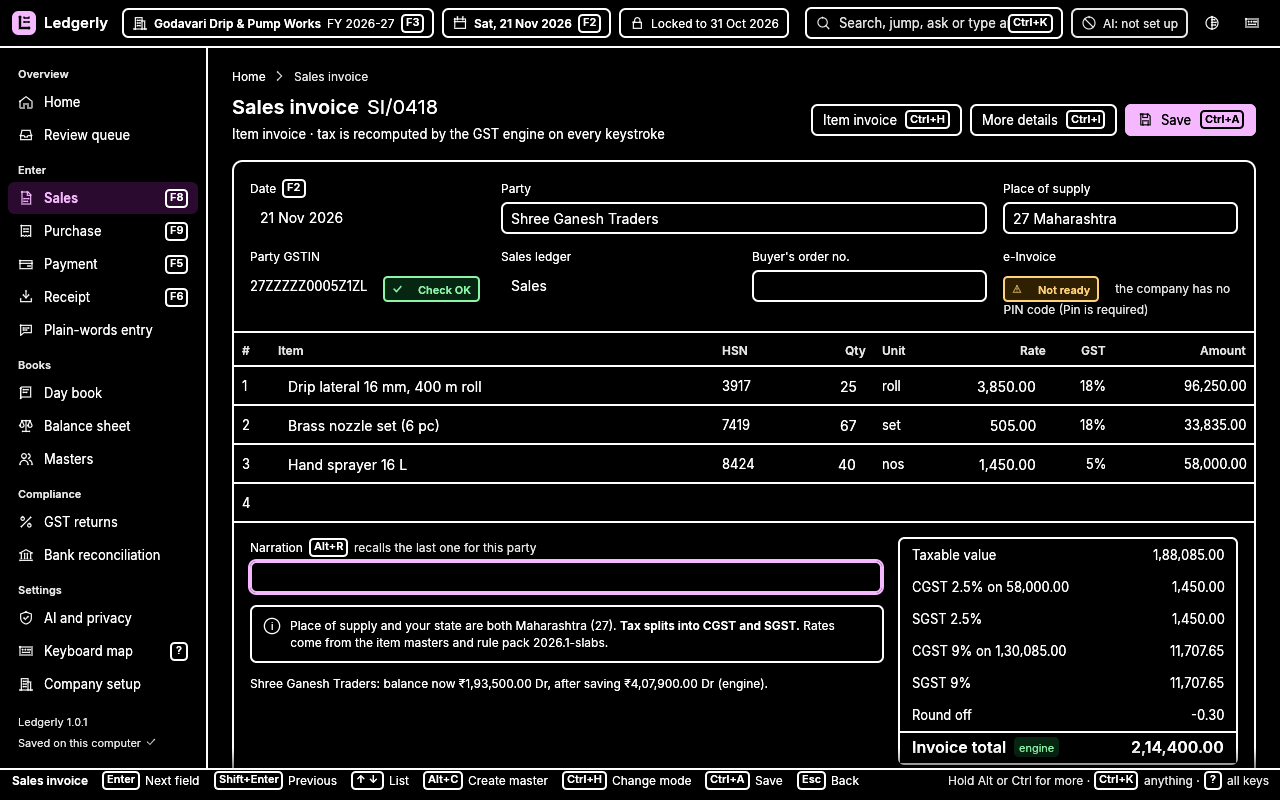 Ledgerly
Godavari Drip & Pump Works FY 2026-27 F3
Sat, 21 Nov 2026 F2
Locked to 31 Oct 2026
Search, jump, ask or type a Ctrl+K
AI: not set up
Overview
Home
Review queue
Enter
Sales F8
Purchase F9
Payment F5
Receipt F6
Plain-words entry
Books
Day book
Balance sheet
Masters
Compliance
GST returns
Bank reconciliation
Settings
AI and privacy
Keyboard map ?
Company setup
Ledgerly 1.0.1
Saved on this computer
Home Sales invoice
Sales invoice SI/0418
Item invoice · tax is recomputed by the GST engine on every keystroke
Item invoice Ctrl+H
More details Ctrl+I
Save Ctrl+A
Date F2 Party Place of supply
21 Nov 2026 Shree Ganesh Traders 27 Maharashtra
Party GSTIN Sales ledger Buyer's order no. e-Invoice
27ZZZZZ0005Z1ZL Check OK Sales Not ready the company has no
PIN code (Pin is required)
# Item HSN Qty Unit Rate GST Amount
1 Drip lateral 16 mm, 400 m roll 3917 25 roll 3,850.00 18% 96,250.00
2 Brass nozzle set (6 pc) 7419 67 set 505.00 18% 33,835.00
3 Hand sprayer 16 L 8424 40 nos 1,450.00 5% 58,000.00
4
Narration Alt+R recalls the last one for this party
Place of supply and your state are both Maharashtra (27). Tax splits into CGST and SGST. Rates
come from the item masters and rule pack 2026.1-slabs.
Shree Ganesh Traders: balance now ₹1,93,500.00 Dr, after saving ₹4,07,900.00 Dr (engine).
Taxable value 1,88,085.00
CGST 2.5% on 58,000.00 1,450.00
SGST 2.5% 1,450.00
CGST 9% on 1,30,085.00 11,707.65
SGST 9% 11,707.65
Round off -0.30
Invoice total engine 2,14,400.00
Sales invoice Enter Next field Shift+Enter Previous ↑↓ List Alt+C Create master Ctrl+H Change mode Ctrl+A Save Esc Back Hold Alt or Ctrl for more · Ctrl+K anything · ? all keys